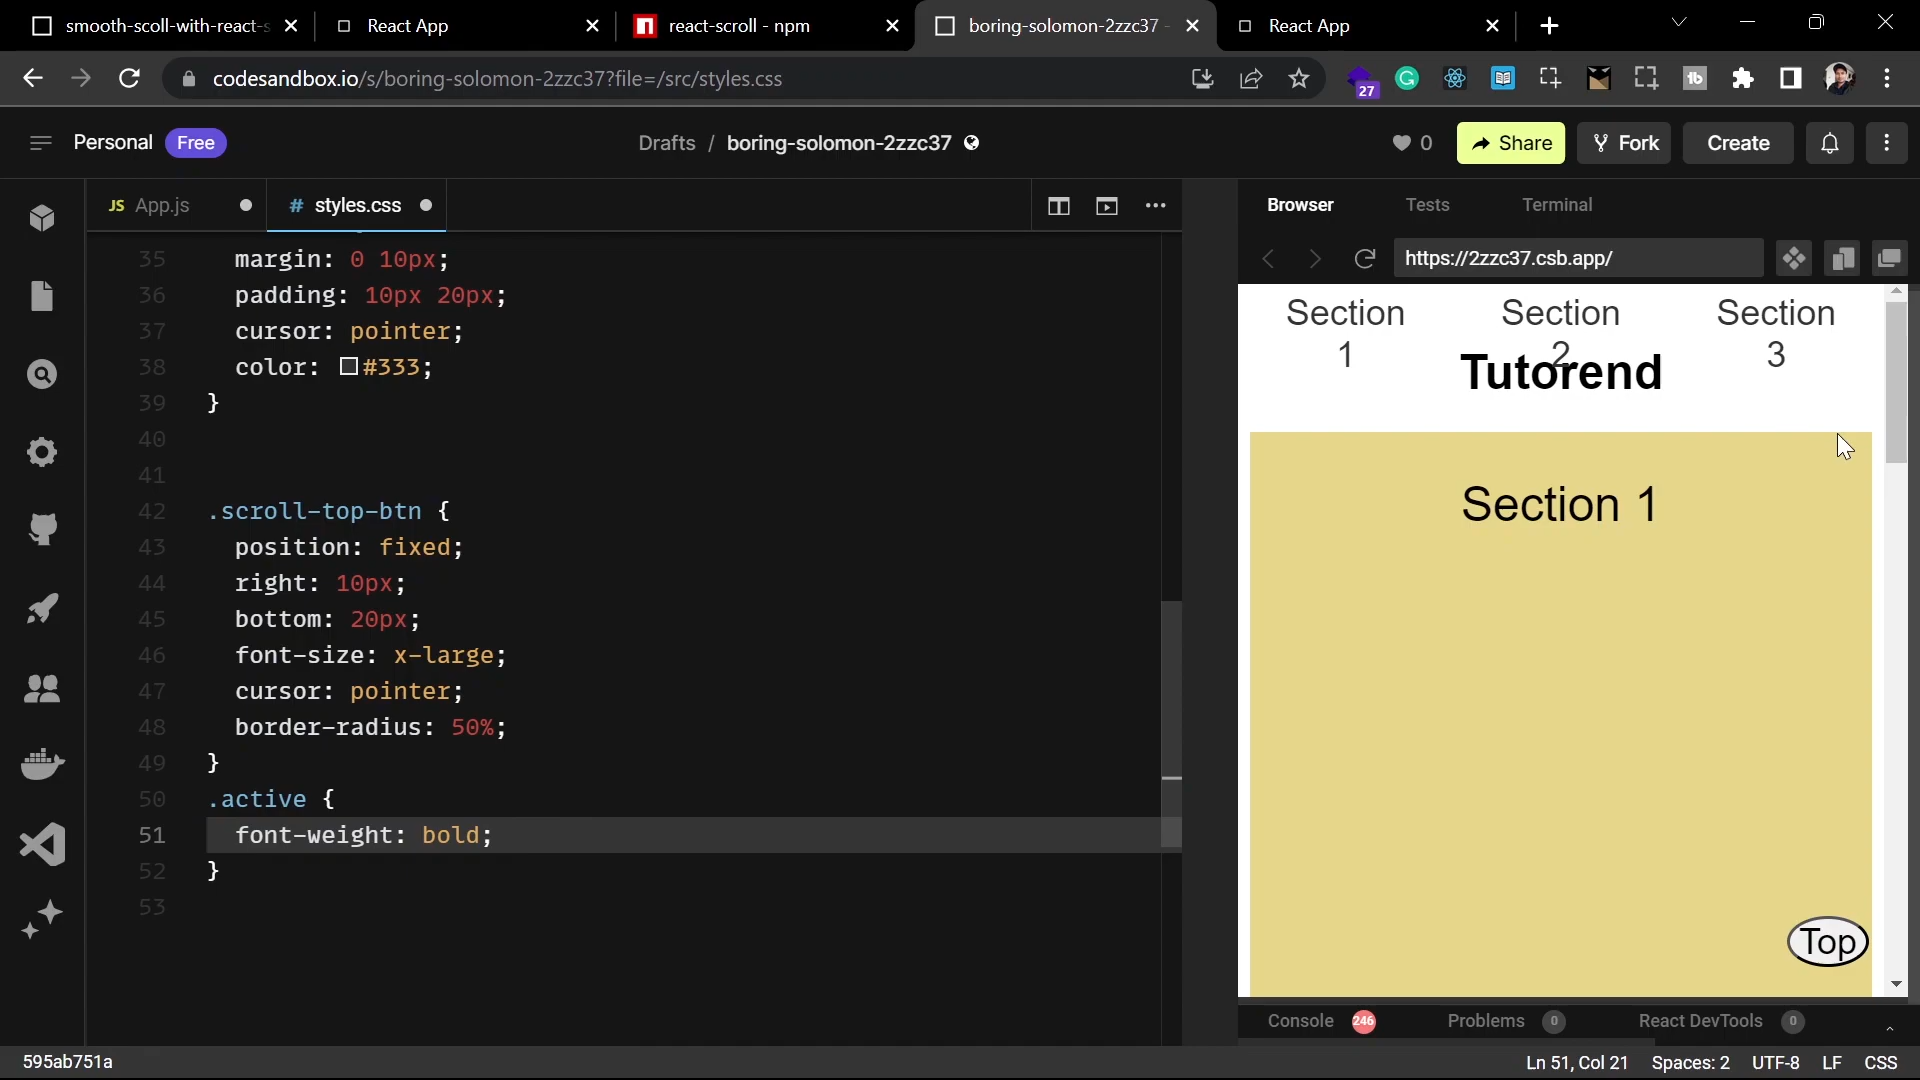 smooth-scoll-with-react-s
React App
react-scroll - npm
boring-solomon-2zzc37 -
React App
codesandbox.io/s/boring-solomon-2zzc37?file=/src/styles.css
27
Personal Free
Drafts / boring-solomon-2zzc37
0
Share
Fork
Create
JS App.js
# styles.css
Browser
Tests
Terminal
https://2zzc37.csb.app/
35 margin: 0 10px;
36 padding: 10px 20px;
37 cursor: pointer;
38 color: #333;
39 }
40
41
42 .scroll-top-btn {
43 position: fixed;
44 right: 10px;
45 bottom: 20px;
46 font-size: x-large;
47 cursor: pointer;
48 border-radius: 50%;
49 }
50 .active {
51 font-weight: bold;
52 }
53
Section 1
Section 2
Section 3
Tutorend
Section 1
Top
Console 246
Problems 0
React DevTools 0
595ab751a
Ln 51, Col 21
Spaces: 2
UTF-8
LF
CSS